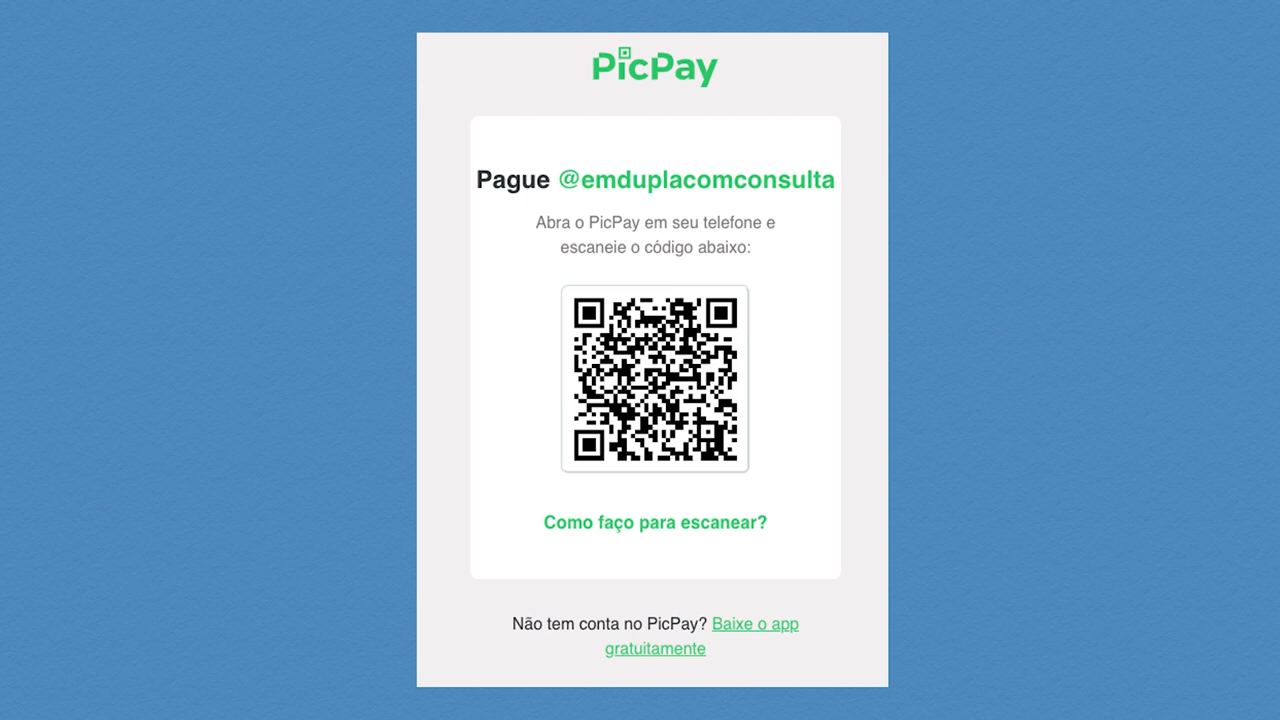 PicPay
Pague @emduplacomconsulta
Abra o PicPay em seu telefone e
escaneie o código abaixo:
Como faço para escanear?
Não tem conta no PicPay? Baixe o app
gratuitamente